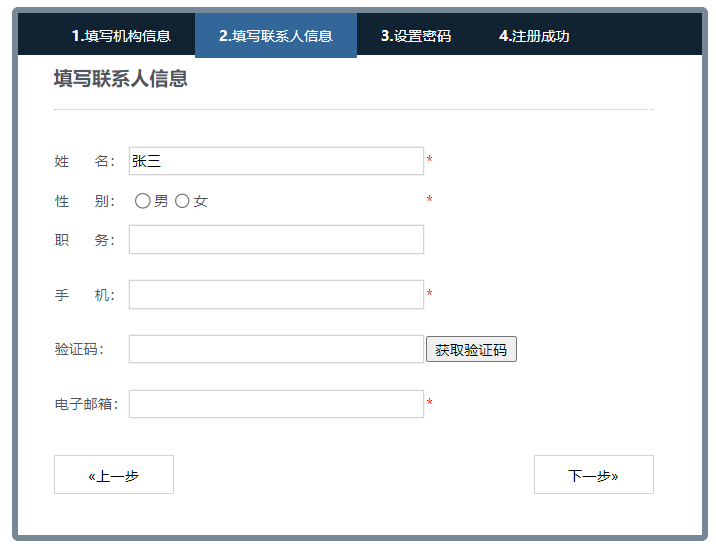 1.填写机构信息 2.填写联系人信息 3.设置密码 4.注册成功
填写联系人信息
姓 名： 张三 *
性 别： 男 女 *
职 务：
手 机： *
验证码： 获取验证码
电子邮箱： *
«上一步 下一步»